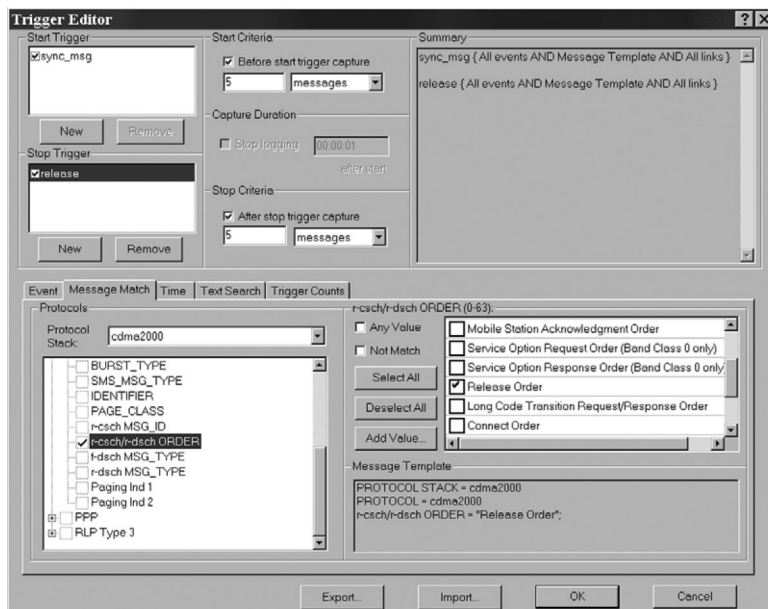 Trigger Editor
Start Trigger
sync_msg
New
Remove
Stop Trigger
release
New
Remove
Start Criteria
Before start trigger capture
5
messages
Capture Duration
Stop logging
00:00:01
after start
Stop Criteria
After stop trigger capture
5
messages
Summary
sync_msg { All events AND Message Template AND All links }
release { All events AND Message Template AND All links }
Event
Message Match
Time
Text Search
Trigger Counts
Protocols
Protocol Stack:
cdma2000
BURST_TYPE
SMS_MSG_TYPE
IDENTIFIER
PAGE_CLASS
r-csch MSG_ID
r-csch/r-dsch ORDER
f-dsch MSG_TYPE
r-dsch MSG_TYPE
Paging Ind 1
Paging Ind 2
PPP
RLP Type 3
r-csch/r-dsch ORDER (0-63):
Any Value
Not Match
Select All
Deselect All
Add Value...
Mobile Station Acknowledgment Order
Service Option Request Order (Band Class 0 only)
Service Option Response Order (Band Class 0 only)
Release Order
Long Code Transition Request/Response Order
Connect Order
Message Template
PROTOCOL STACK = cdma2000
PROTOCOL = cdma2000
r-csch/r-dsch ORDER = "Release Order";
Export...
Import...
OK
Cancel